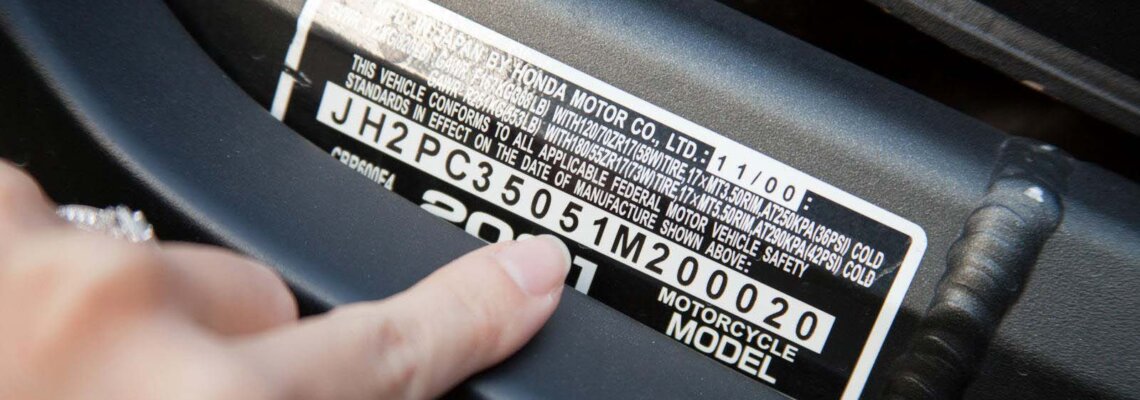 IN JAPAN BY HONDA MOTOR CO., LTD.: 11/00:
WITH120/70ZR17(58W)TIRE,17×MT3.50RIM,AT250KPA(36PSI) COLD
WITH180/55ZR17(73W)TIRE,17×MT5.50RIM,AT290KPA(42PSI) COLD
THIS VEHICLE CONFORMS TO ALL APPLICABLE FEDERAL MOTOR VEHICLE SAFETY
STANDARDS IN EFFECT ON THE DATE OF MANUFACTURE SHOWN ABOVE:
JH2PC35051M200020
MOTORCYCLE
MODEL